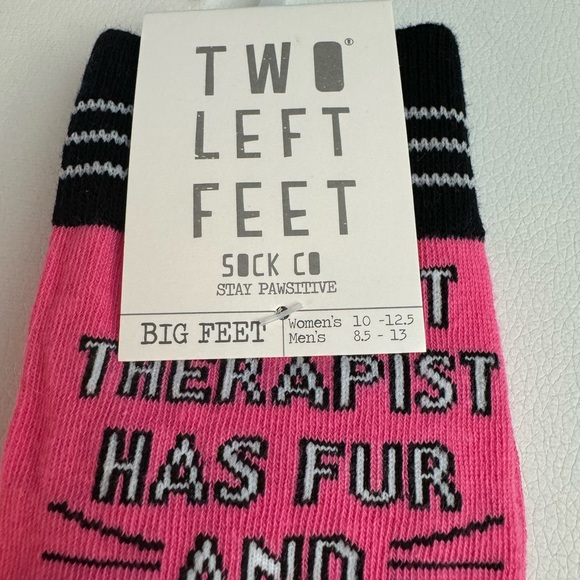 TWO®
LEFT
FEET
SOCK CO
STAY PAWSITIVE
BIG FEET
Women's 10 -12.5
Men's 8.5 - 13
T
THERAPIST
HAS FUR
AND